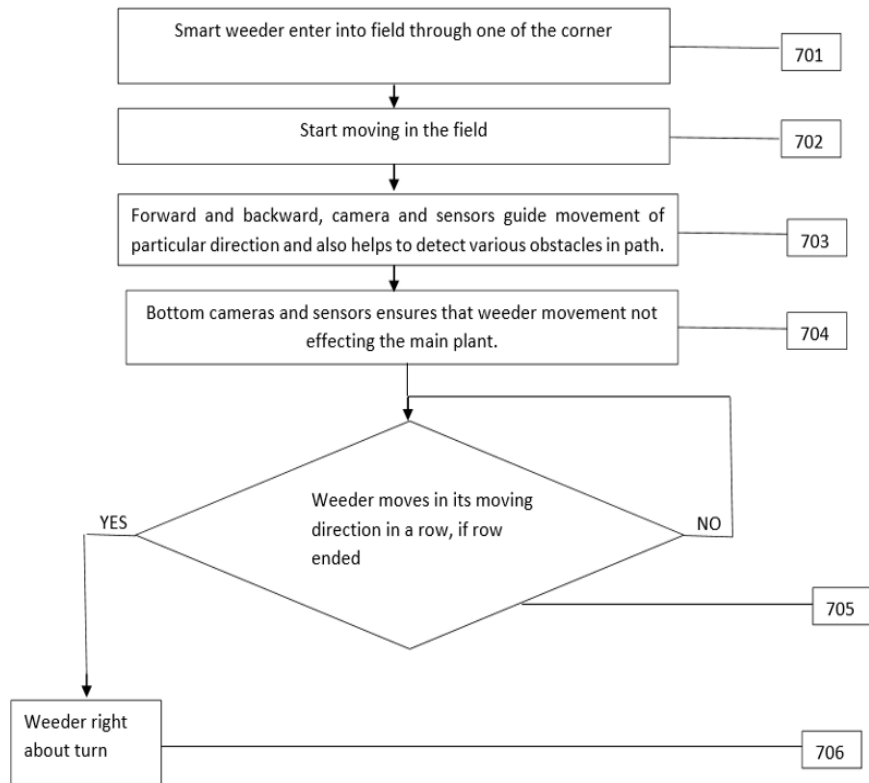 Smart weeder enter into field through one of the corner
701
Start moving in the field
702
Forward and backward, camera and sensors guide movement of
particular direction and also helps to detect various obstacles in path.
703
Bottom cameras and sensors ensures that weeder movement not
effecting the main plant.
704
Weeder moves in its moving
direction in a row, if row
ended
YES
NO
705
Weeder right
about turn
706